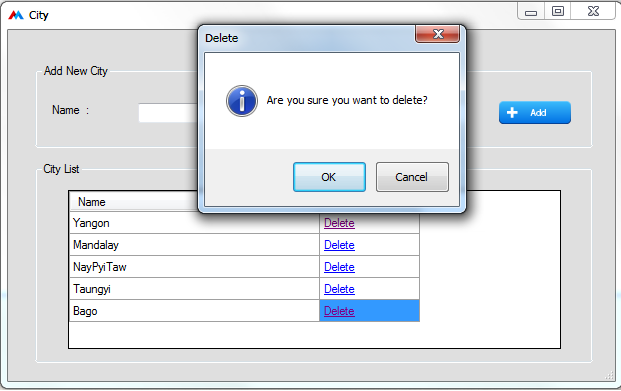 City
Delete
Add New City
Are you sure you want to delete?
Name :
Add
OK
Cancel
City List
Name
Yangon Delete
Mandalay Delete
NayPyiTaw Delete
Taungyi Delete
Bago Delete